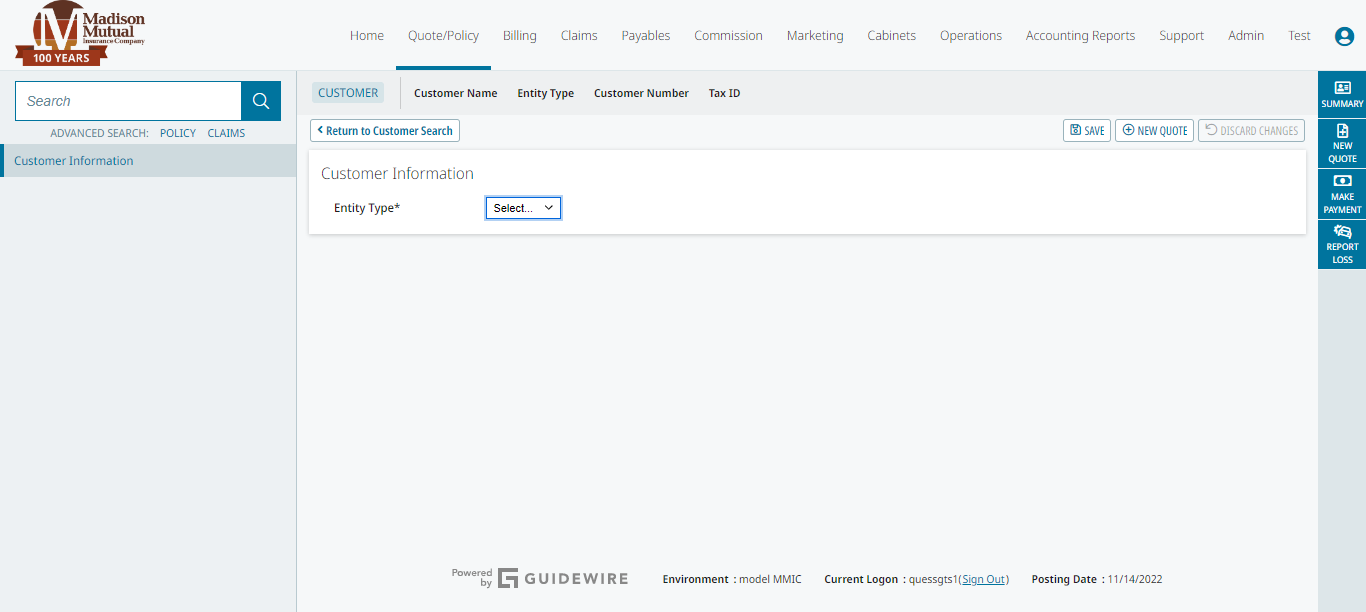 Madison
Mutual
Insurance Company
100 YEARS
Home Quote/Policy Billing Claims Payables Commission Marketing Cabinets Operations Accounting Reports Support Admin Test
Search
ADVANCED SEARCH: POLICY CLAIMS
Customer Information
CUSTOMER Customer Name Entity Type Customer Number Tax ID
Return to Customer Search SAVE NEW QUOTE DISCARD CHANGES
Customer Information
Entity Type* Select...
SUMMARY
NEW
QUOTE
MAKE
PAYMENT
REPORT
LOSS
Powered
by GUIDEWIRE Environment : model MMIC Current Logon : quessgts1(Sign Out) Posting Date : 11/14/2022